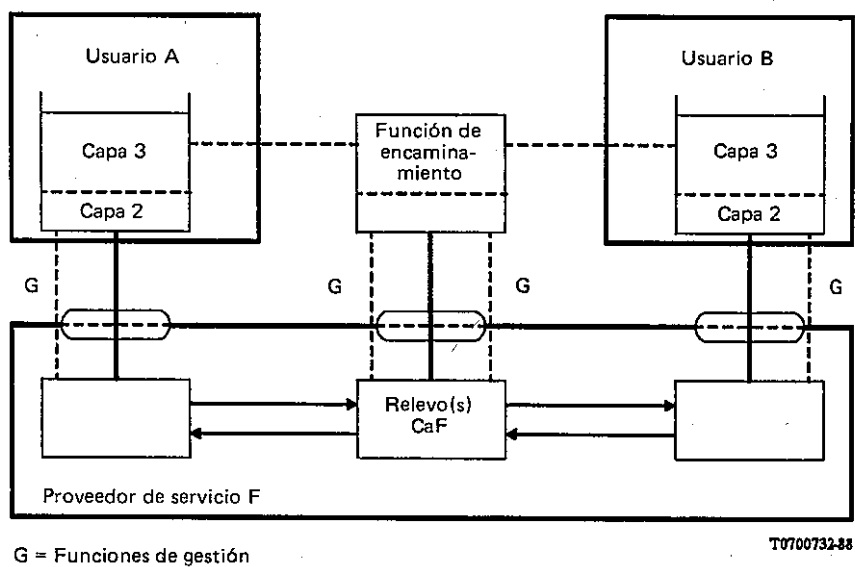 Usuario A
Usuario B
Capa 3
Función de
encamina-
miento
Capa 3
Capa 2
Capa 2
G
G
G
G
Relevo(s)
CaF
Proveedor de servicio F
T0700732-88
G = Funciones de gestión